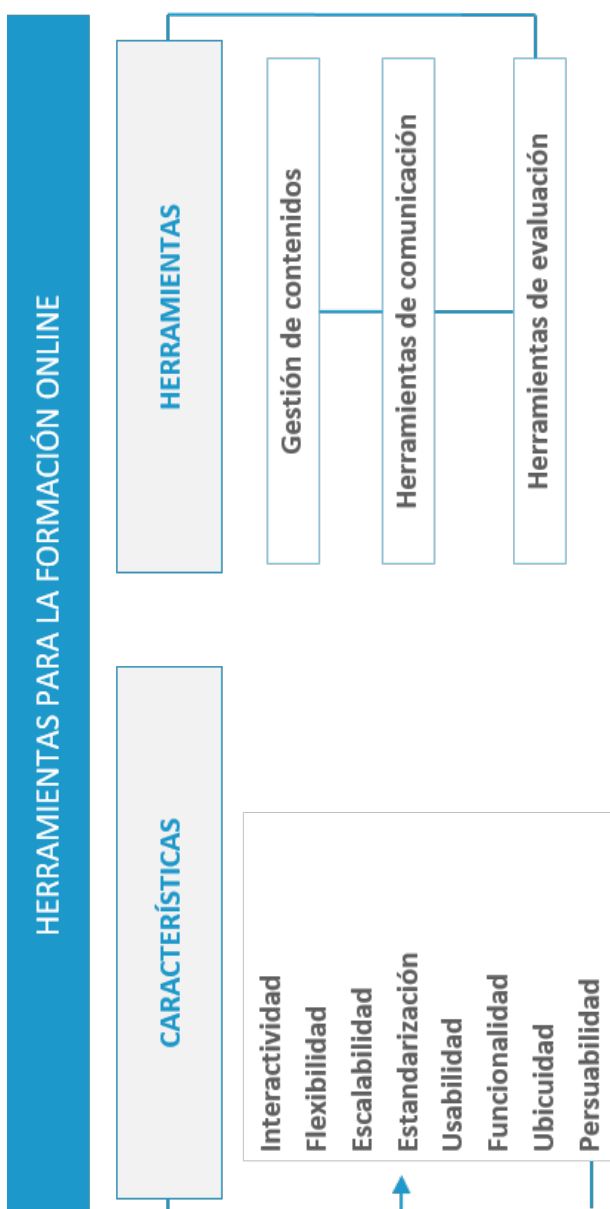 HERRAMIENTAS PARA LA FORMACIÓN ONLINE
CARACTERÍSTICAS
Interactividad
Flexibilidad
Escalabilidad
Estandarización
Usabilidad
Funcionalidad
Ubicuidad
Persuabilidad
HERRAMIENTAS
Gestión de contenidos
Herramientas de comunicación
Herramientas de evaluación